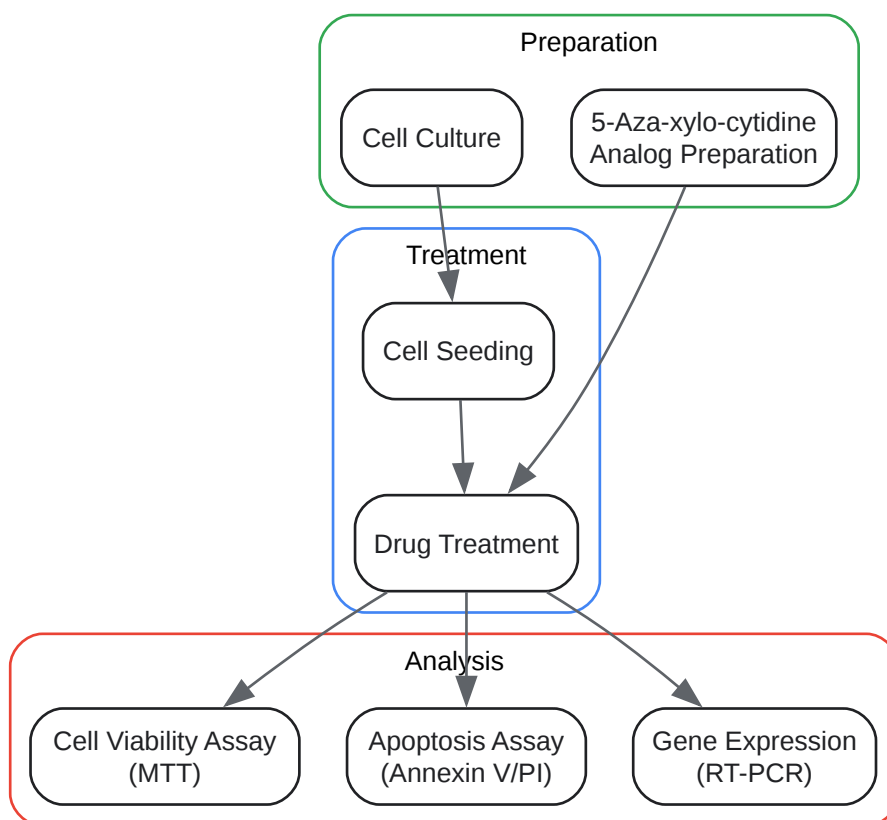 Preparation
Cell Culture
5-Aza-xylo-cytidine
Analog Preparation
Treatment
Cell Seeding
Drug Treatment
Analysis
Cell Viability Assay
(MTT)
Apoptosis Assay
(Annexin V/PI)
Gene Expression
(RT-PCR)